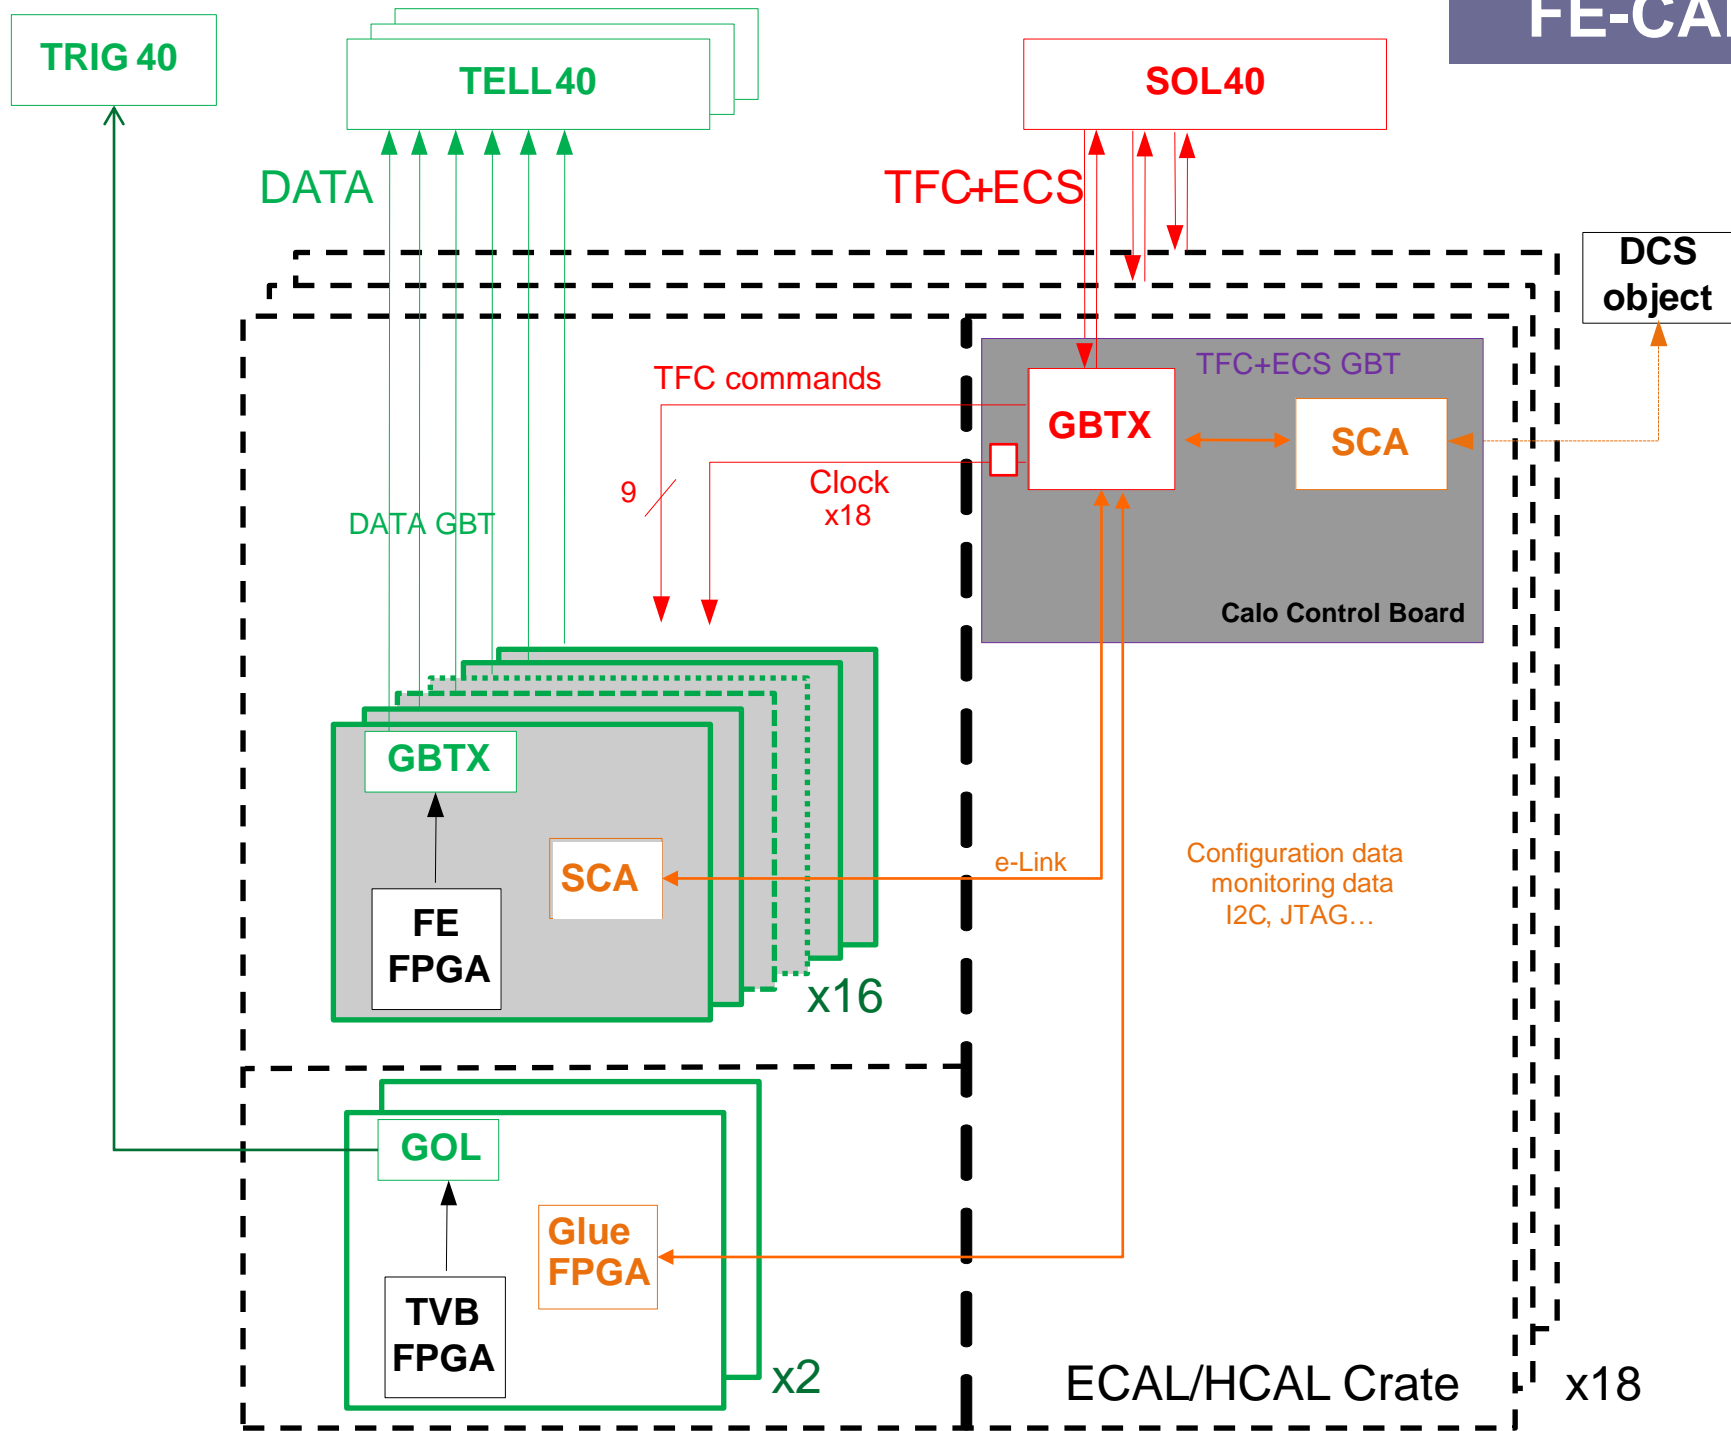 FE-CAL
TRIG 40
TELL40
SOL40
DATA
TFC+ECS
DCS
object
TFC+ECS GBT
TFC commands
GBTX
SCA
Clock
x18
9
DATA GBT
Calo Control Board
GBTX
SCA
e-Link
FE
FPGA
Configuration data
monitoring data
I2C, JTAG…
x16
GOL
Glue
FPGA
TVB
FPGA
x2
ECAL/HCAL Crate
x18